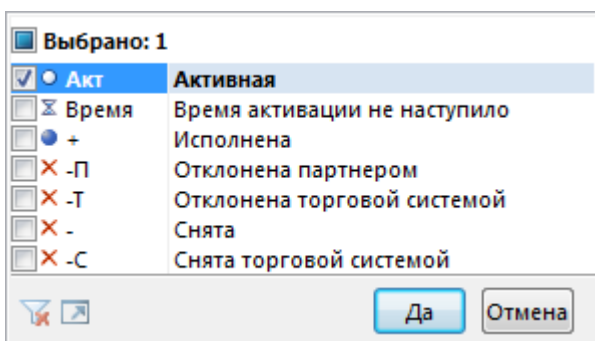 Выбрано: 1
Акт Активная
Время Время активации не наступило
+ Исполнена
-П Отклонена партнером
-Т Отклонена торговой системой
- Снята
-С Снята торговой системой
Да Отмена